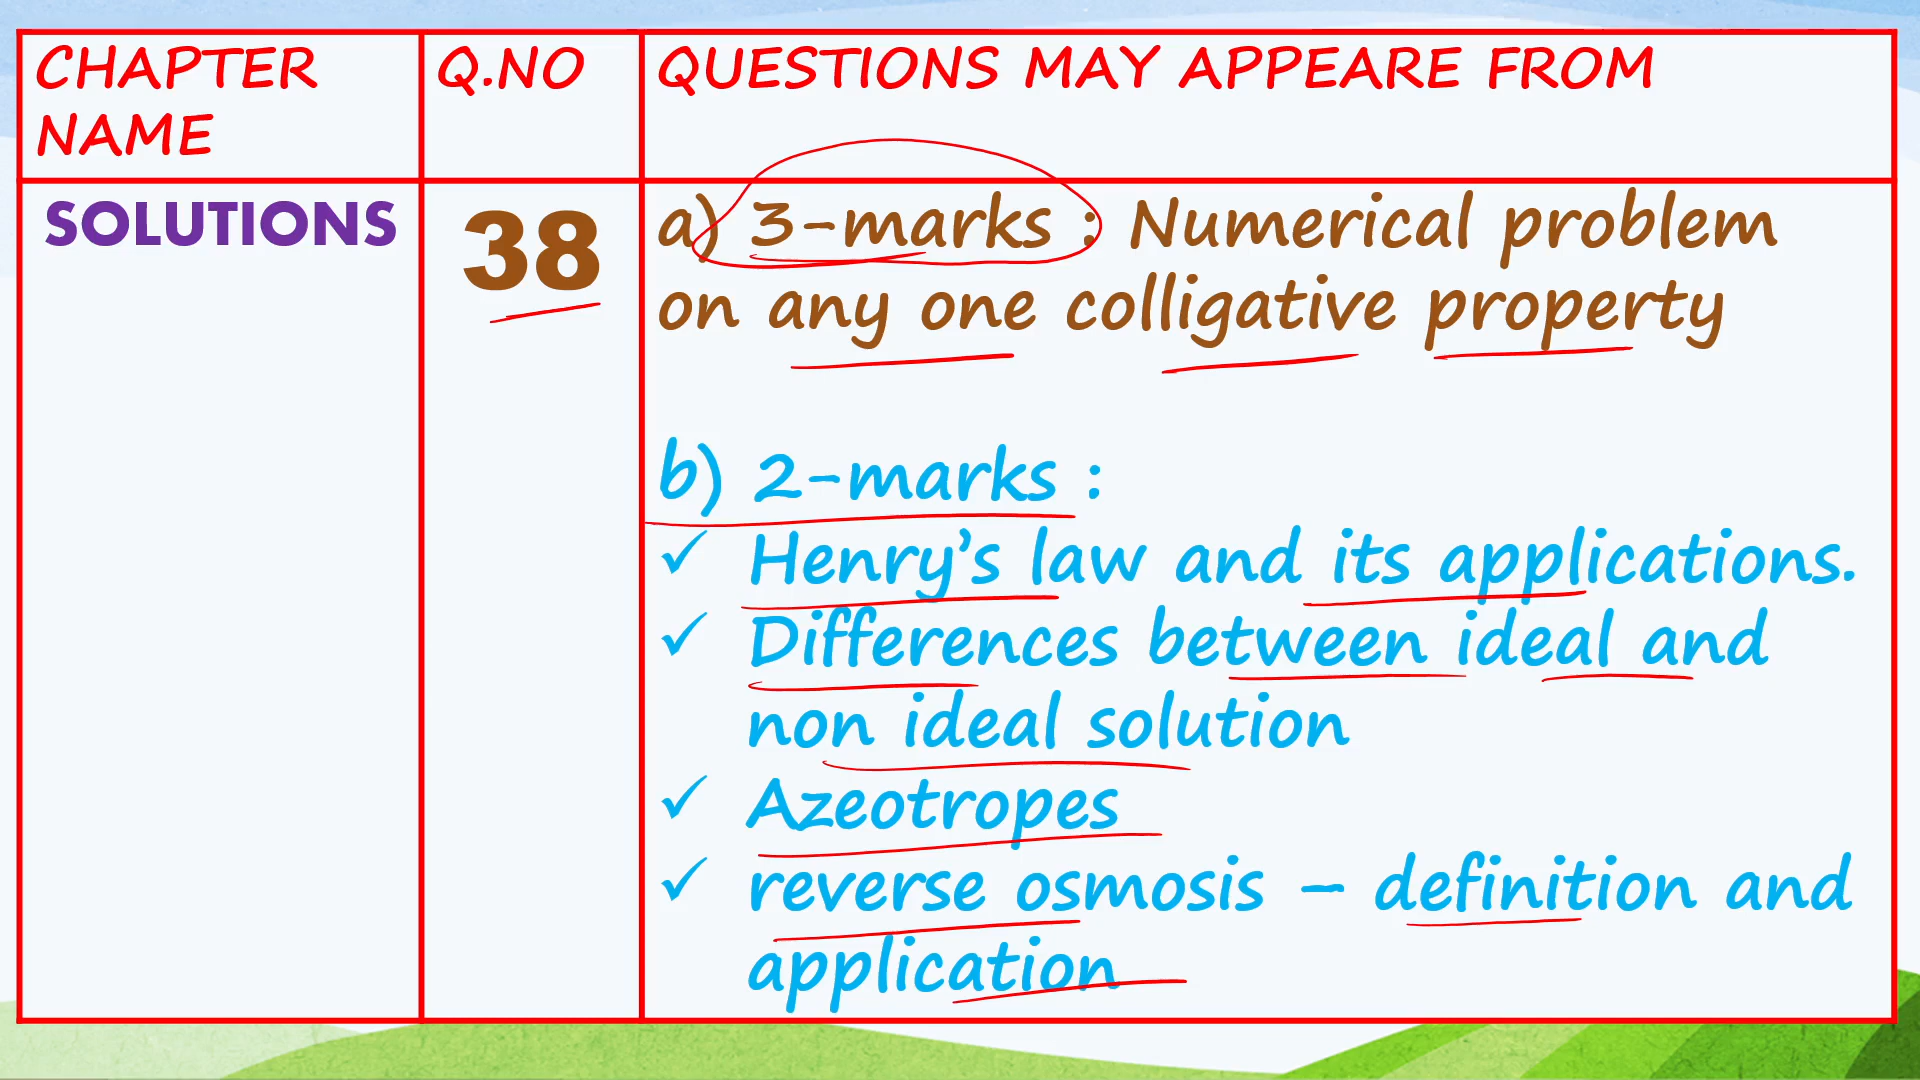 CHAPTER NAME
Q.NO
QUESTIONS MAY APPEARE FROM
SOLUTIONS
38
a) 3-marks : Numerical problem
on any one colligative property
b) 2-marks :
✓ Henry's law and its applications.
✓ Differences between ideal and
non ideal solution
✓ Azeotropes
✓ reverse osmosis – definition and
application